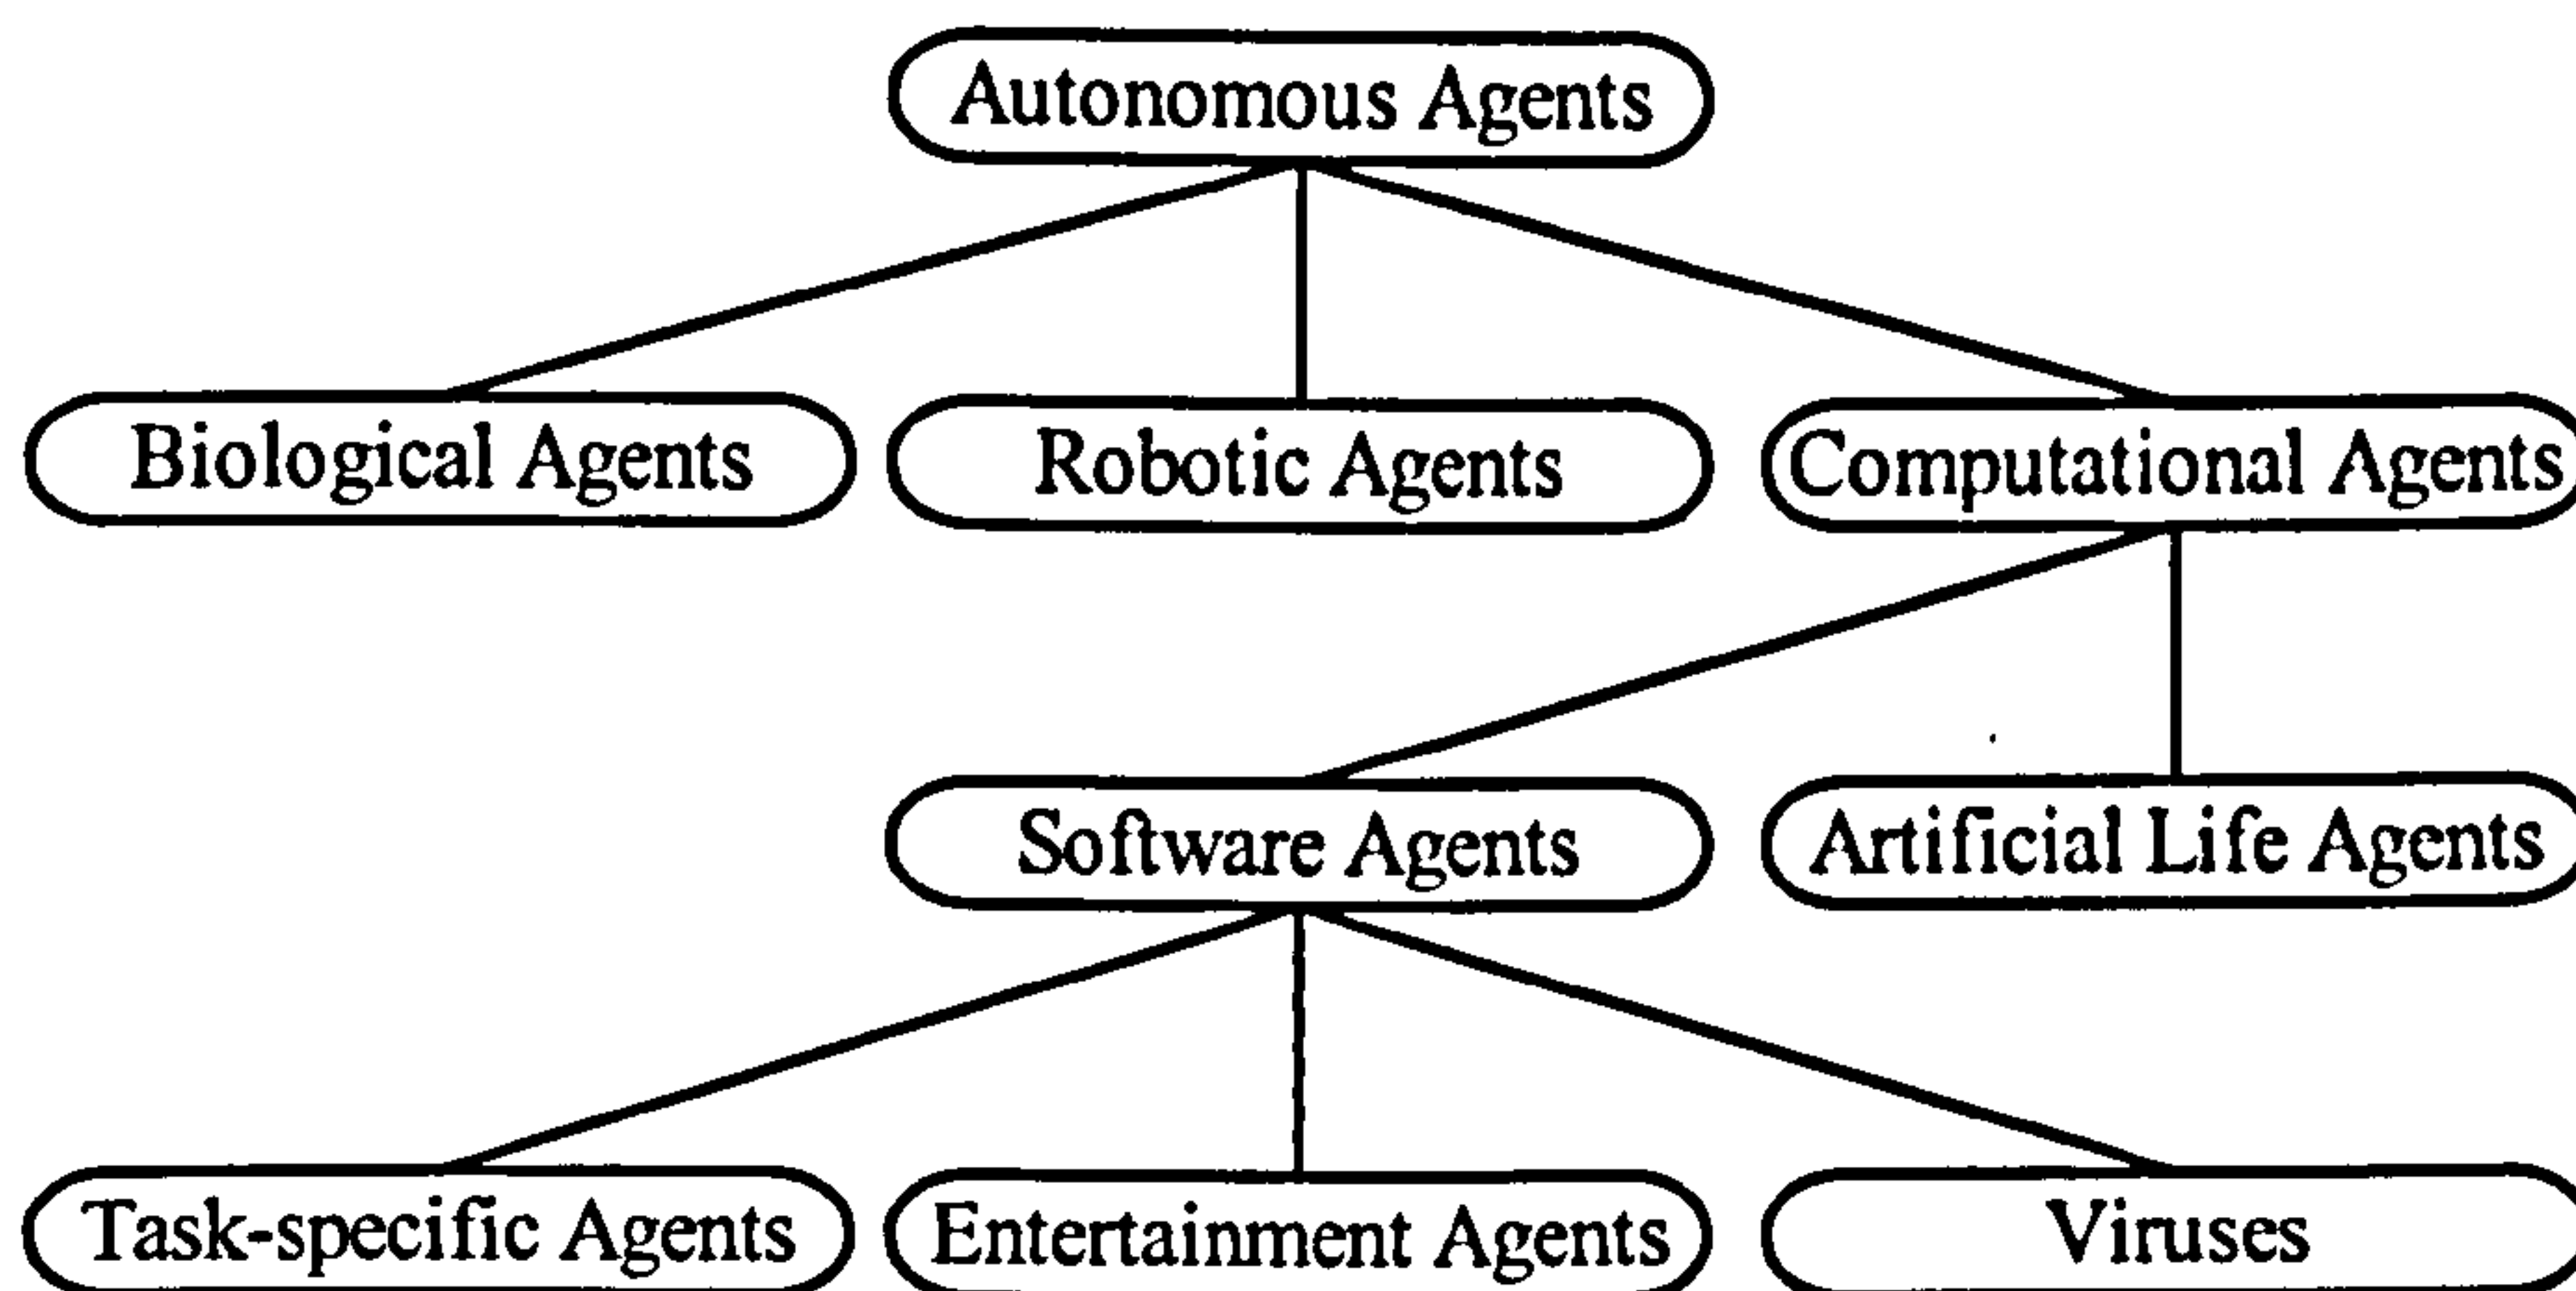 Autonomous Agents
Biological Agents
Robotic Agents
Computational Agents
Software Agents
Artificial Life Agents
Task-specific Agents
Entertainment Agents
Viruses